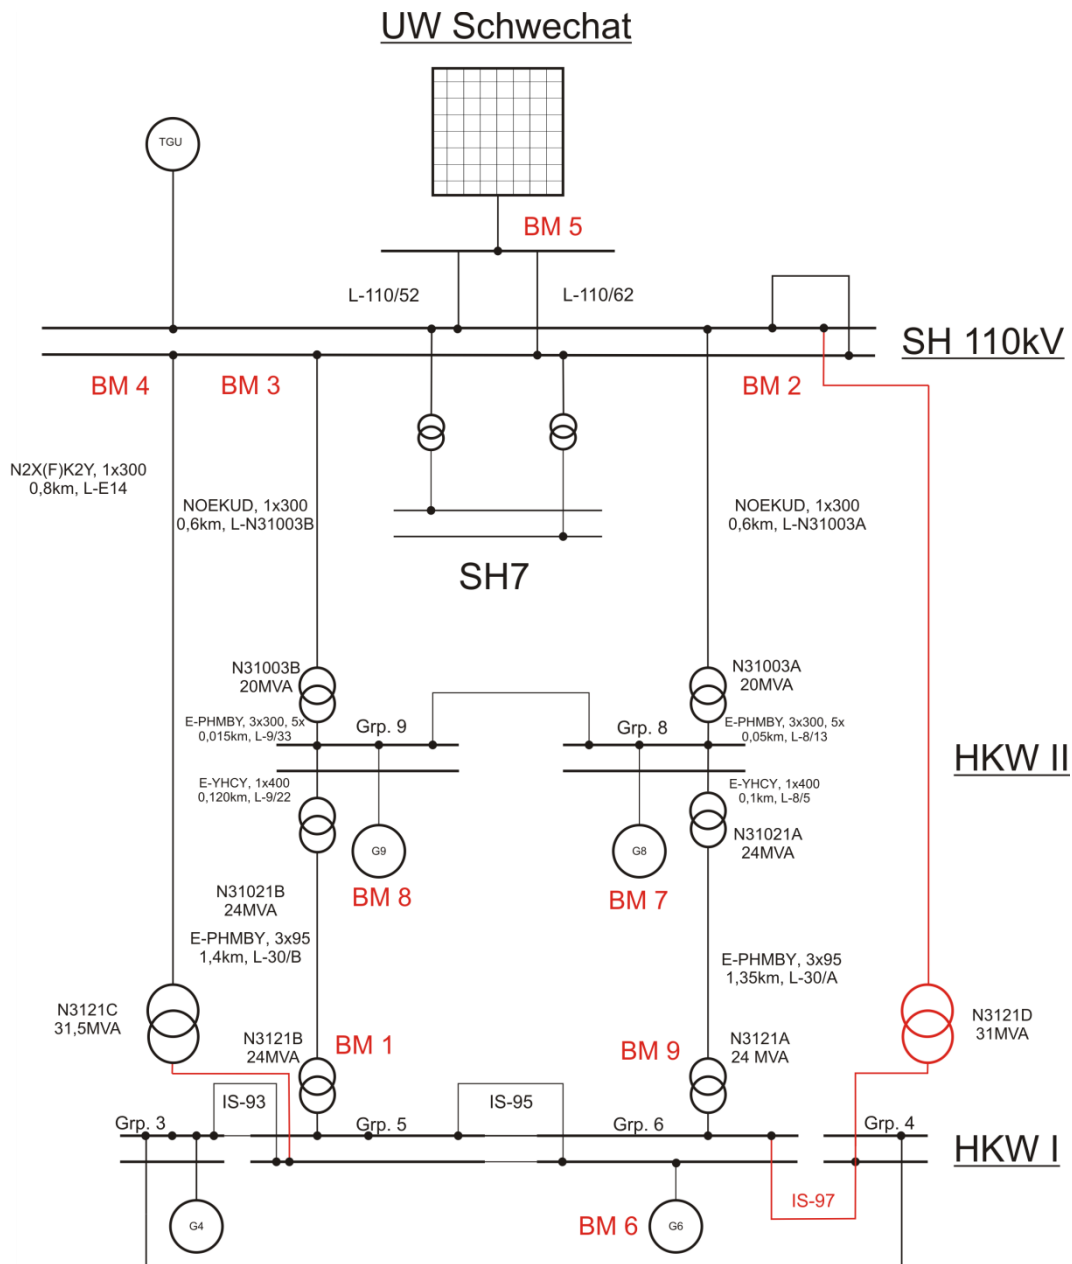 UW Schwechat
TGU
BM 5
L-110/52
L-110/62
SH 110kV
BM 4
BM 3
BM 2
N2X(F)K2Y, 1x300
0,8km, L-E14
NOEKUD, 1x300
0,6km, L-N31003B
NOEKUD, 1x300
0,6km, L-N31003A
SH7
N31003B
20MVA
N31003A
20MVA
E-PHMBY, 3x300, 5x
0,015km, L-9/33
Grp. 9
Grp. 8
E-PHMBY, 3x300, 5x
0,05km, L-8/13
HKW II
E-YHCY, 1x400
0,120km, L-9/22
E-YHCY, 1x400
0,1km, L-8/5
N31021A
24MVA
G9
G8
BM 8
BM 7
N31021B
24MVA
E-PHMBY, 3x95
1,4km, L-30/B
E-PHMBY, 3x95
1,35km, L-30/A
N3121C
31,5MVA
N3121B
24MVA
BM 1
BM 9
N3121A
24 MVA
N3121D
31MVA
IS-93
IS-95
Grp. 3
Grp. 5
Grp. 6
Grp. 4
HKW I
IS-97
G4
BM 6
G6